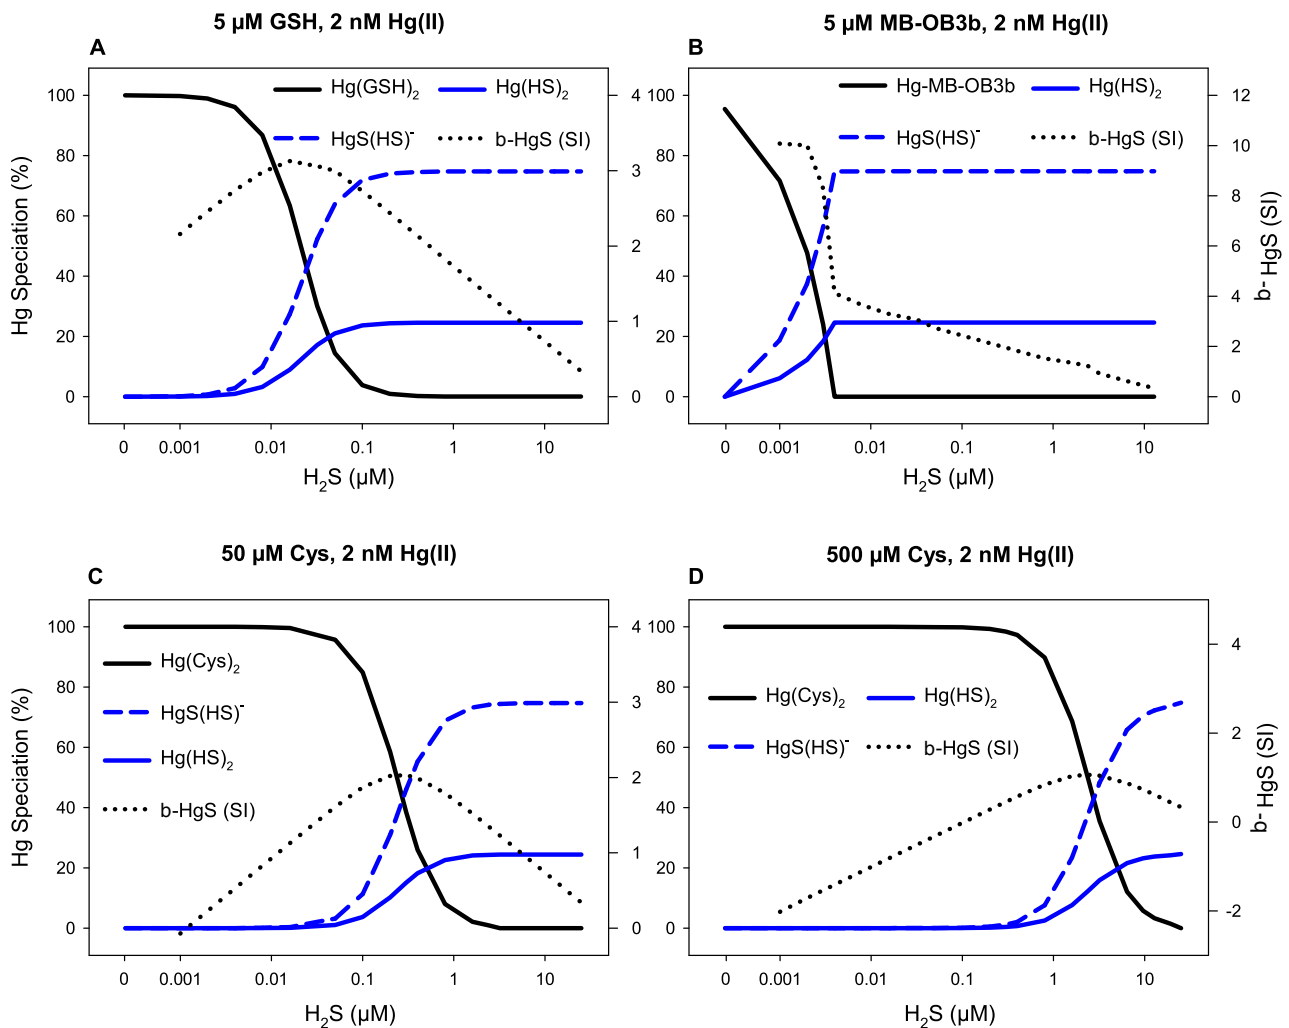 5 µM GSH, 2 nM Hg(II)
A
Hg(GSH)₂
Hg(HS)₂
HgS(HS)⁻
b-HgS (SI)
Hg Speciation (%)
100
80
60
40
20
0
4
3
2
1
0
0
0.001
0.01
0.1
1
10
H₂S (µM)
5 µM MB-OB3b, 2 nM Hg(II)
B
Hg-MB-OB3b
Hg(HS)₂
HgS(HS)⁻
b-HgS (SI)
100
80
60
40
20
0
12
10
8
6
4
2
0
b-HgS (SI)
0
0.001
0.01
0.1
1
10
H₂S (µM)
50 µM Cys, 2 nM Hg(II)
C
Hg(Cys)₂
HgS(HS)⁻
Hg(HS)₂
b-HgS (SI)
Hg Speciation (%)
100
80
60
40
20
0
4
3
2
1
0
0
0.001
0.01
0.1
1
10
H₂S (µM)
500 µM Cys, 2 nM Hg(II)
D
Hg(Cys)₂
Hg(HS)₂
HgS(HS)⁻
b-HgS (SI)
100
80
60
40
20
0
4
2
0
-2
b-HgS (SI)
0
0.001
0.01
0.1
1
10
H₂S (µM)